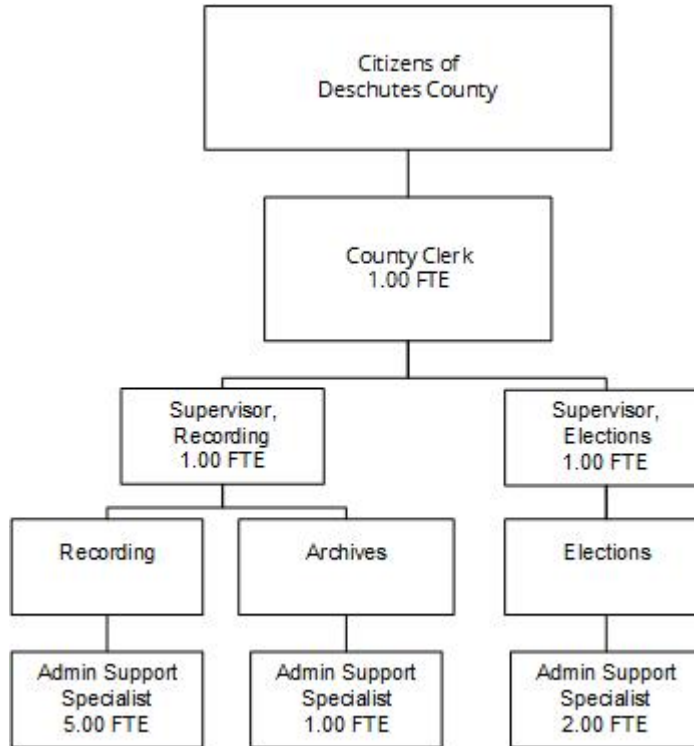 Citizens of
Deschutes County
County Clerk
1.00 FTE
Supervisor,
Recording
1.00 FTE
Supervisor,
Elections
1.00 FTE
Recording
Archives
Elections
Admin Support
Specialist
5.00 FTE
Admin Support
Specialist
1.00 FTE
Admin Support
Specialist
2.00 FTE